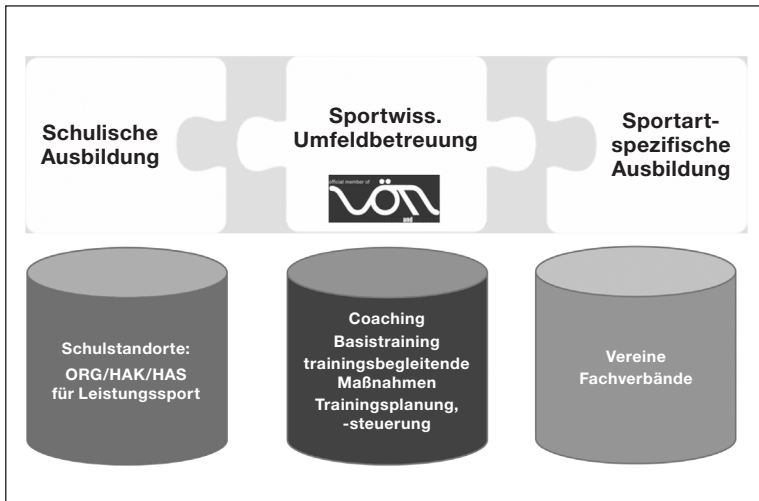 Schulische
Ausbildung
Sportwiss.
Umfeldbetreuung
official member of
VÖN
and
Sportart-
spezifische
Ausbildung
Schulstandorte:
ORG/HAK/HAS
für Leistungssport
Coaching
Basistraining
trainingsbegleitende
Maßnahmen
Trainingsplanung,
-steuerung
Vereine
Fachverbände